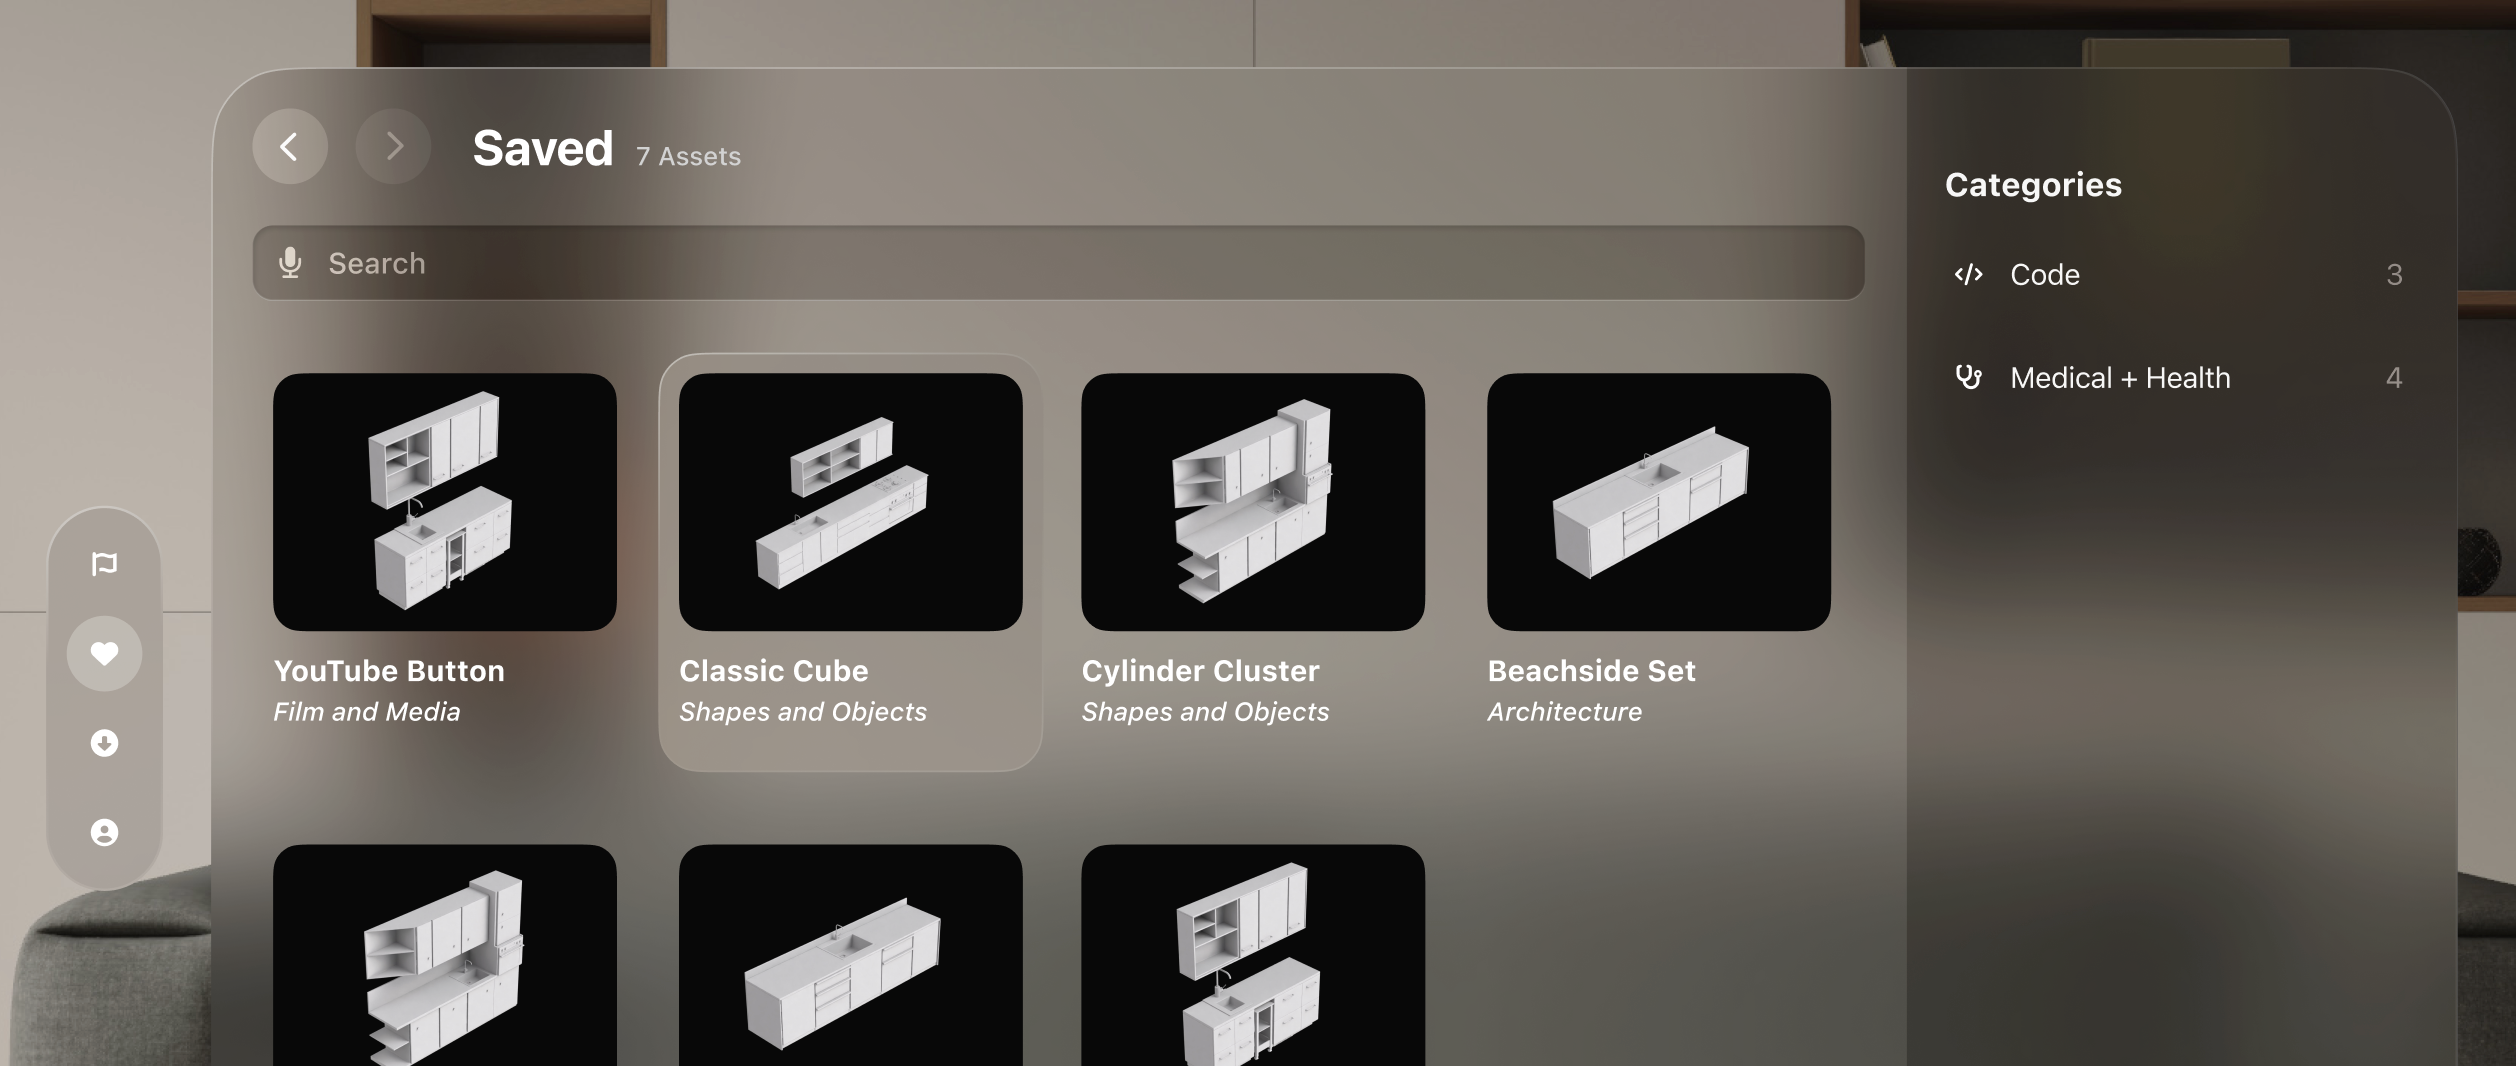 Saved 7 Assets
Search
YouTube Button
Film and Media
Classic Cube
Shapes and Objects
Cylinder Cluster
Shapes and Objects
Beachside Set
Architecture
Categories
Code 3
Medical + Health 4